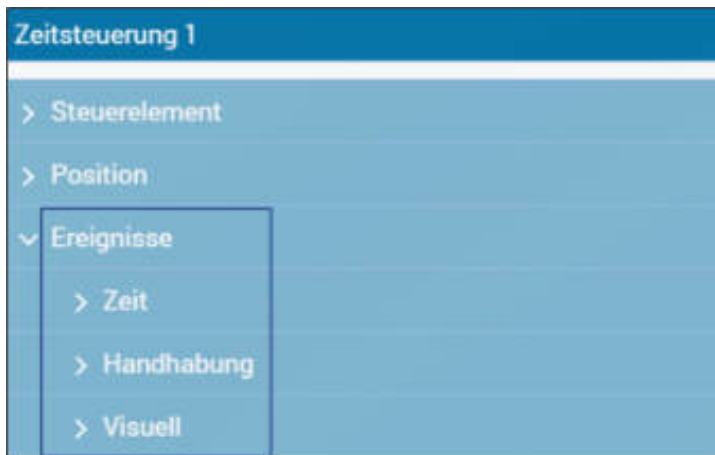 Zeitsteuerung 1
Steuerelement
Position
Ereignisse
Zeit
Handhabung
Visuell